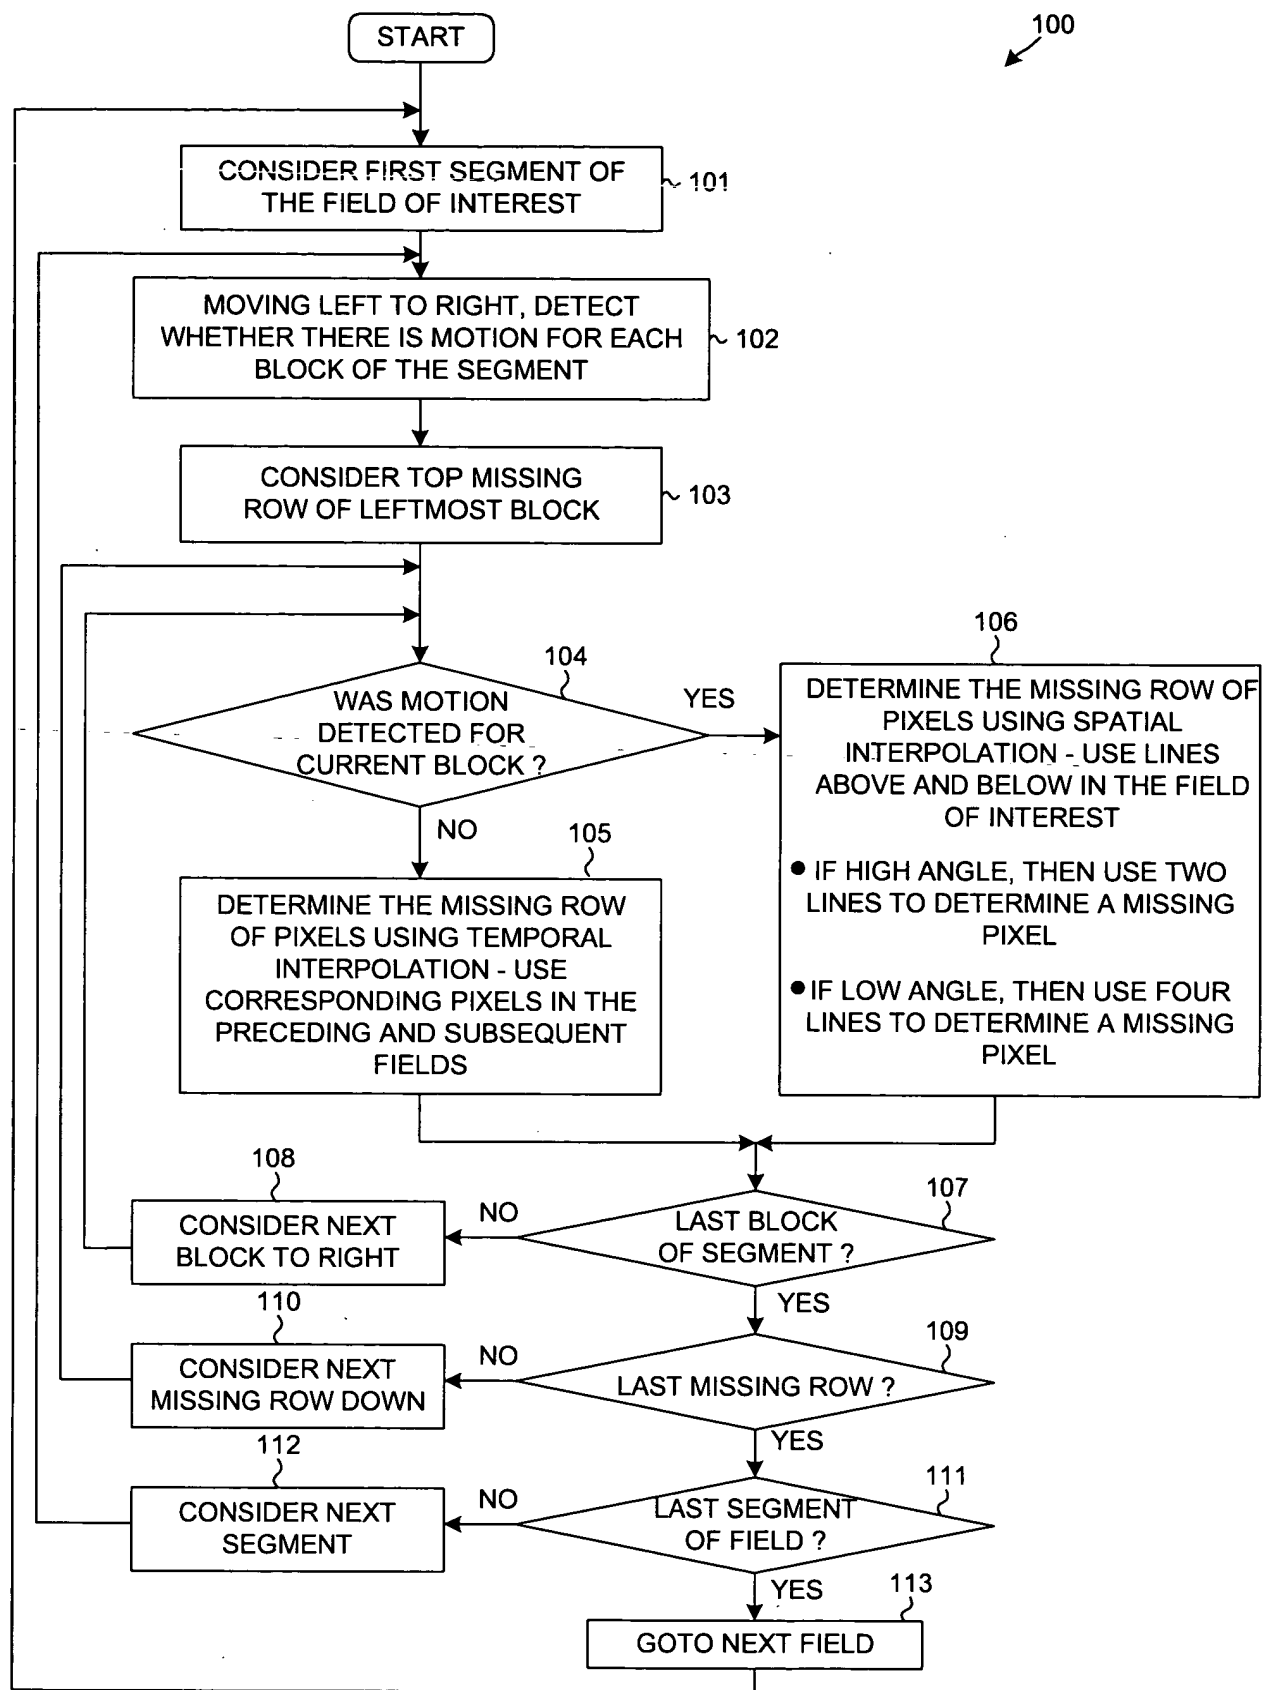 START
100
CONSIDER FIRST SEGMENT OF
THE FIELD OF INTEREST
101
MOVING LEFT TO RIGHT, DETECT
WHETHER THERE IS MOTION FOR EACH
BLOCK OF THE SEGMENT
102
CONSIDER TOP MISSING
ROW OF LEFTMOST BLOCK
103
WAS MOTION
DETECTED FOR
CURRENT BLOCK ?
104
YES
NO
106
DETERMINE THE MISSING ROW OF
PIXELS USING SPATIAL
INTERPOLATION - USE LINES
ABOVE AND BELOW IN THE FIELD
OF INTEREST
● IF HIGH ANGLE, THEN USE TWO
LINES TO DETERMINE A MISSING
PIXEL
● IF LOW ANGLE, THEN USE FOUR
LINES TO DETERMINE A MISSING
PIXEL
105
DETERMINE THE MISSING ROW
OF PIXELS USING TEMPORAL
INTERPOLATION - USE
CORRESPONDING PIXELS IN THE
PRECEDING AND SUBSEQUENT
FIELDS
107
LAST BLOCK
OF SEGMENT ?
NO
108
CONSIDER NEXT
BLOCK TO RIGHT
YES
109
LAST MISSING ROW ?
NO
110
CONSIDER NEXT
MISSING ROW DOWN
YES
111
LAST SEGMENT
OF FIELD ?
NO
112
CONSIDER NEXT
SEGMENT
YES
113
GOTO NEXT FIELD